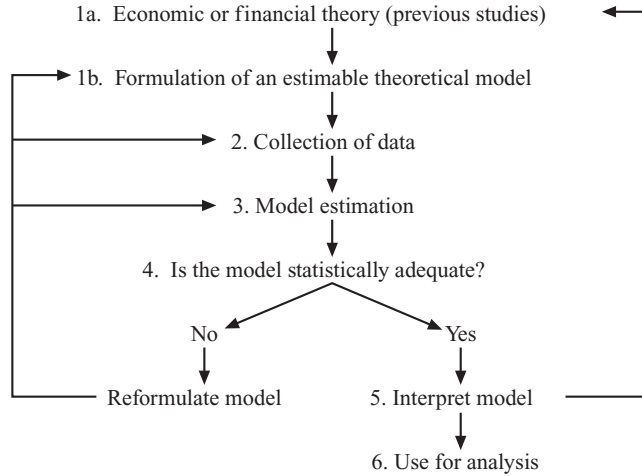 1a. Economic or financial theory (previous studies)
1b. Formulation of an estimable theoretical model
2. Collection of data
3. Model estimation
4. Is the model statistically adequate?
No
Yes
Reformulate model
5. Interpret model
6. Use for analysis